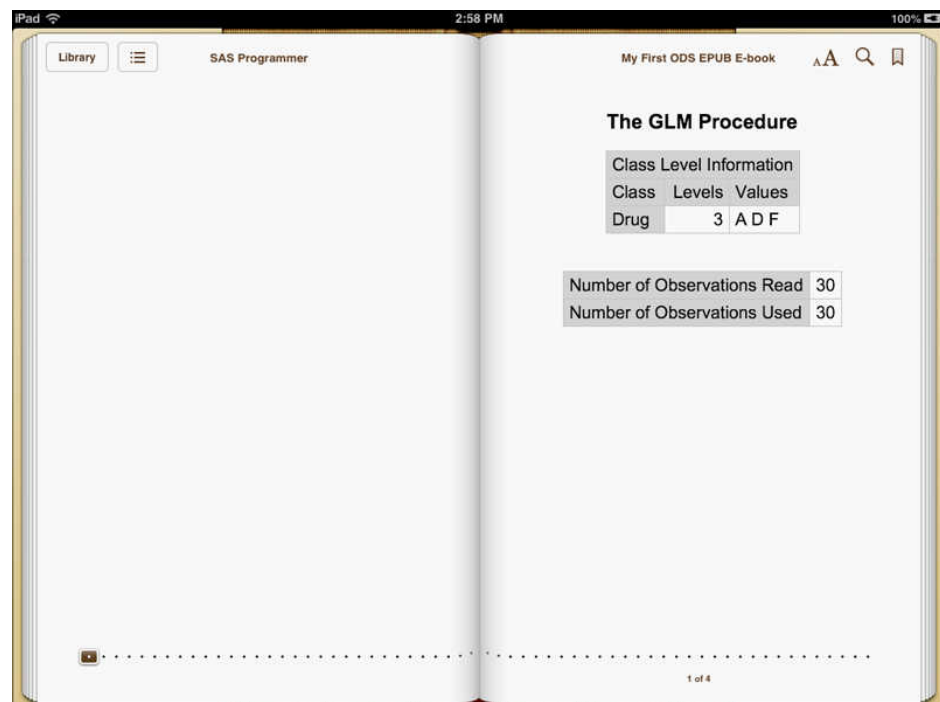 iPad 2:58 PM 100%
Library SAS Programmer My First ODS EPUB E-book AA
The GLM Procedure
Class Level Information
Class Levels Values
Drug 3 A D F
Number of Observations Read 30
Number of Observations Used 30
1 of 4